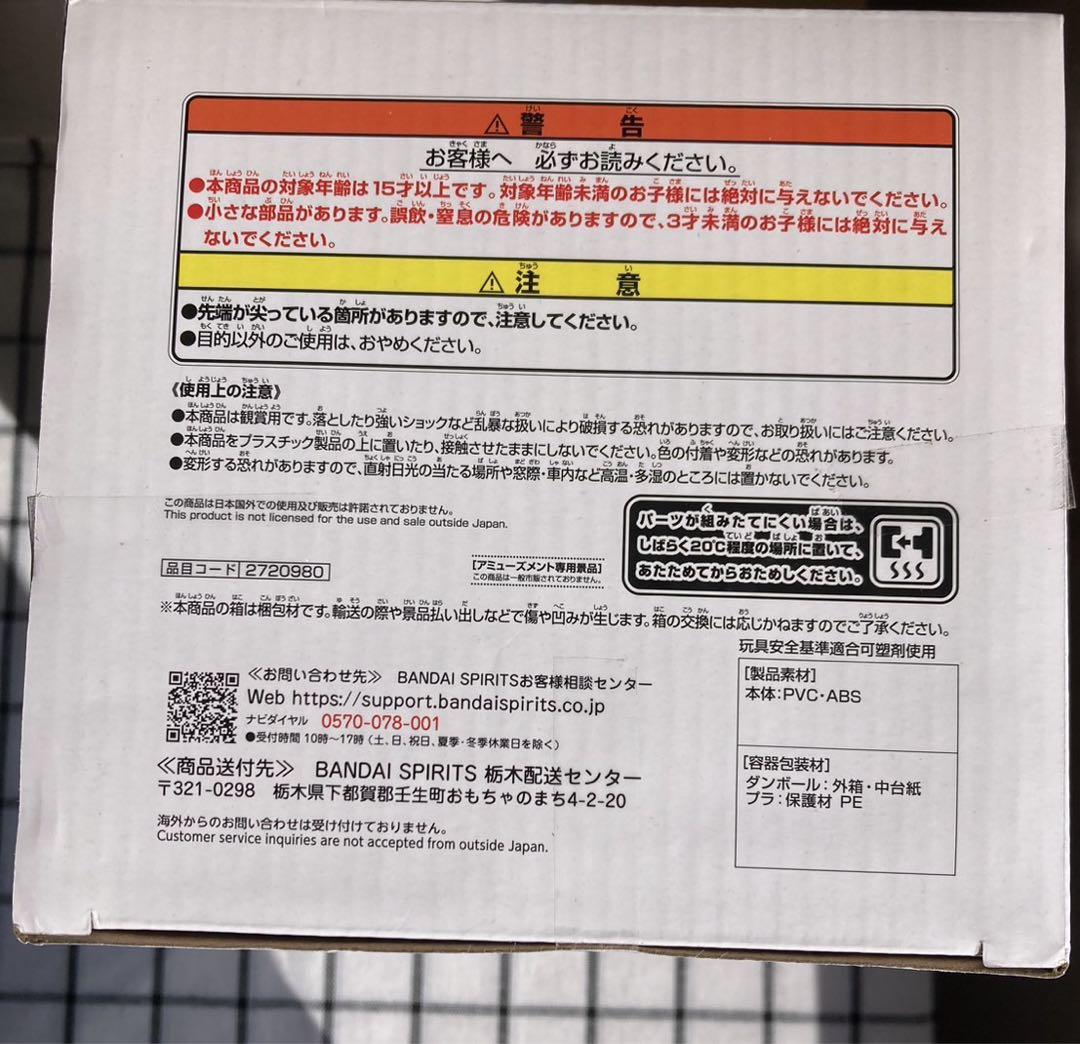 ⚠警告
お客様へ 必ずお読みください。
●本商品の対象年齢は15才以上です。対象年齢未満のお子様には絶対に与えないでください。
●小さな部品があります。誤飲・窒息の危険がありますので、3才未満のお子様には絶対に与え
ないでください。
⚠注意
●先端が尖っている箇所がありますので、注意してください。
●目的以外のご使用は、おやめください。
《使用上の注意》
●本商品は観賞用です。落としたり強いショックなど乱暴な扱いにより破損する恐れがありますので、お取り扱いにはご注意ください。
●本商品をプラスチック製品の上に置いたり、接触させたままにしないでください。色の付着や変形などの恐れがあります。
●変形する恐れがありますので、直射日光の当たる場所や窓際・車内など高温・多湿のところには置かないでください。
この商品は日本国外での使用及び販売は許諾されておりません。
This product is not licensed for the use and sale outside Japan.
パーツが組みたてにくい場合は、
しばらく20℃程度の場所に置いて、
あたためてからおためしください。
品目コード 2720980
[アミューズメント専用景品]
この商品は一般市販されておりません。
※本商品の箱は梱包材です。輸送の際や景品払い出しなどで傷や凹みが生じます。箱の交換には応じかねますのでご了承ください。
玩具安全基準適合可塑剤使用
[製品素材]
本体:PVC・ABS
[容器包装材]
ダンボール:外箱・中台紙
プラ:保護材 PE
≪お問い合わせ先≫ BANDAI SPIRITSお客様相談センター
Web https://support.bandaispirits.co.jp
ナビダイヤル 0570-078-001
●受付時間 10時〜17時(土、日、祝日、夏季・冬季休業日を除く)
≪商品送付先≫ BANDAI SPIRITS 栃木配送センター
〒321-0298 栃木県下都賀郡壬生町おもちゃのまち4-2-20
海外からのお問い合わせは受け付けておりません。
Customer service inquiries are not accepted from outside Japan.